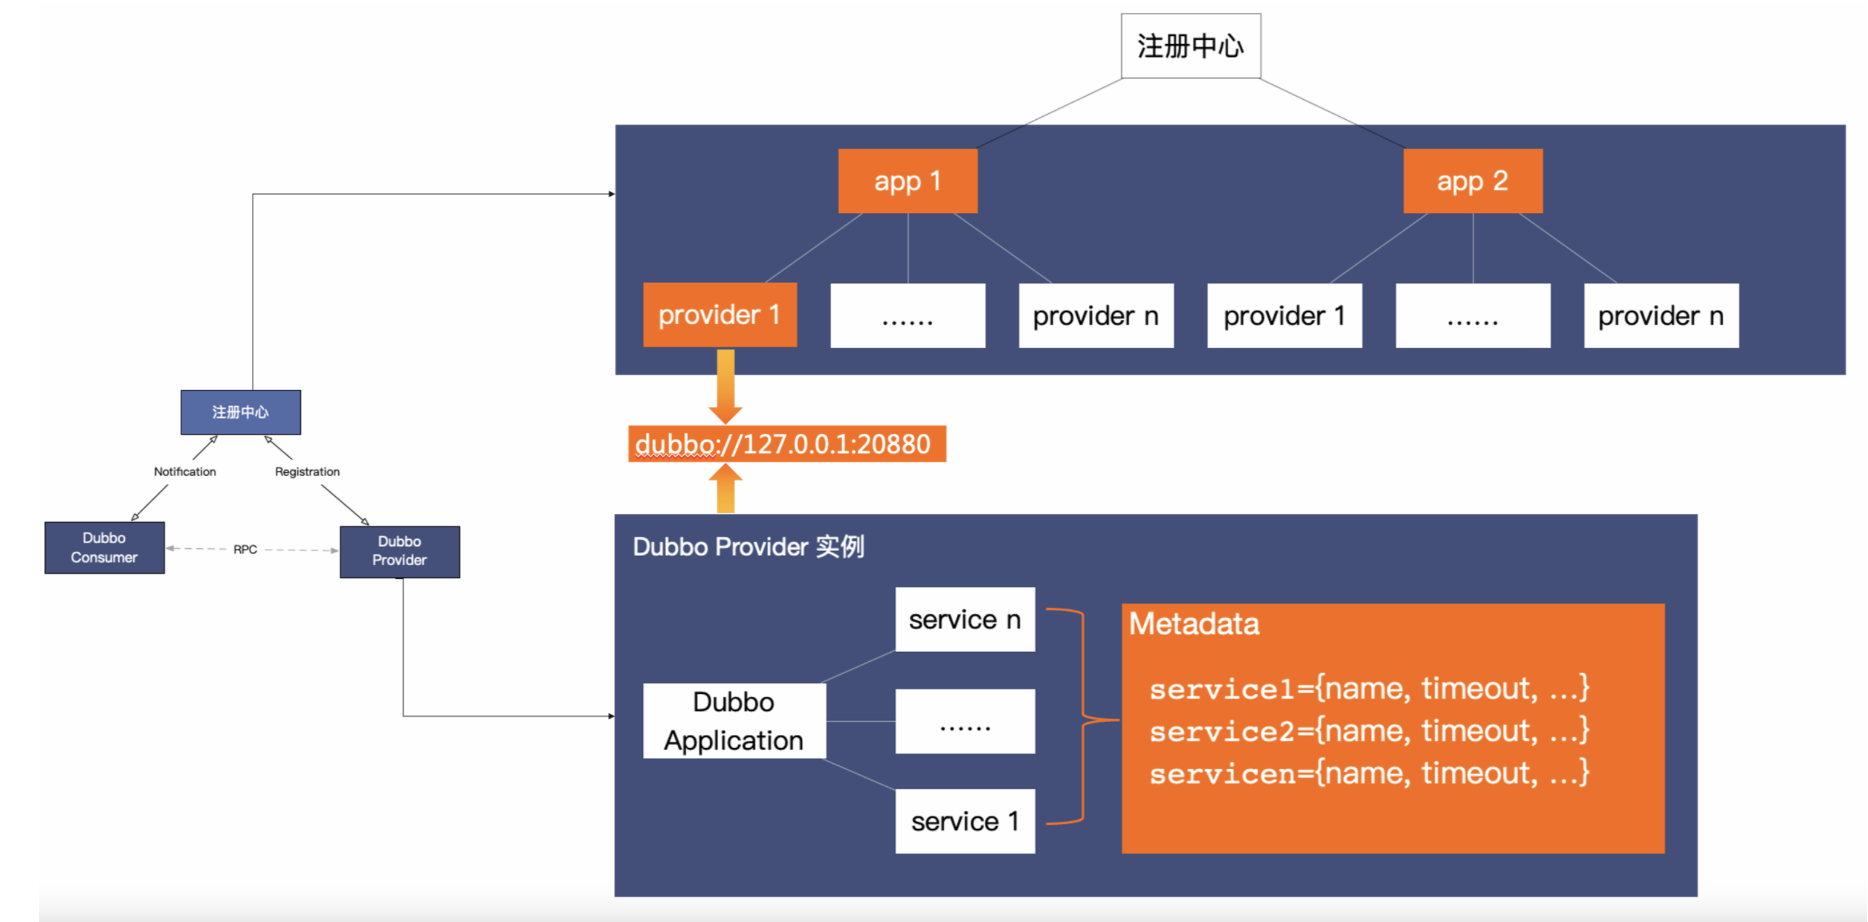 注册中心
app 1
app 2
provider 1
......
provider n
provider 1
......
provider n
dubbo://127.0.0.1:20880
注册中心
Notification
Registration
Dubbo
Consumer
RPC
Dubbo
Provider
Dubbo Provider 实例
service n
Dubbo
Application
......
service 1
Metadata
service1={name, timeout, ...}
service2={name, timeout, ...}
servicen={name, timeout, ...}